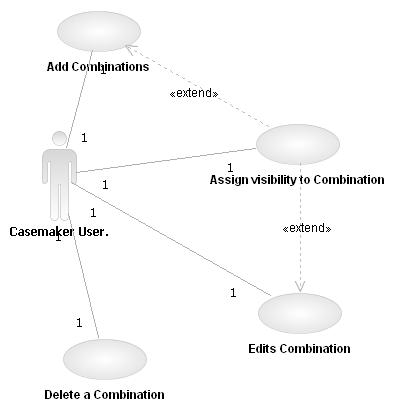 Add Combinations
1
«extend»
1
1
Assign visibility to Combination
1
1
Casemaker User.
1
«extend»
1
1
Edits Combination
Delete a Combination